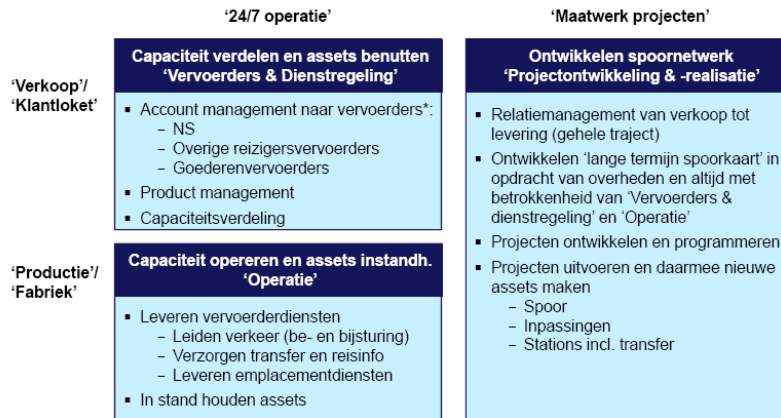 ‘24/7 operatie’
‘Maatwerk projecten’
‘Verkoop’/
‘Klantloket’
Capaciteit verdelen en assets benutten
‘Vervoerders & Dienstregeling’
▪ Account management naar vervoerders*:
– NS
– Overige reizigersvervoerders
– Goederenvervoerders
▪ Product management
▪ Capaciteitsverdeling
‘Productie’/
‘Fabriek’
Capaciteit opereren en assets instandh.
‘Operatie’
▪ Leveren vervoerderdiensten
– Leiden verkeer (be- en bijsturing)
– Verzorgen transfer en reisinfo
– Leveren emplacementdiensten
▪ In stand houden assets
Ontwikkelen spoornetwerk
‘Projectontwikkeling & -realisatie’
▪ Relatiemanagement van verkoop tot
levering (gehele traject)
▪ Ontwikkelen ‘lange termijn spoorkaart’ in
opdracht van overheden en altijd met
betrokkenheid van ‘Vervoerders &
dienstregeling’ en ‘Operatie’
▪ Projecten ontwikkelen en programmeren
▪ Projecten uitvoeren en daarmee nieuwe
assets maken
– Spoor
– Inpassingen
– Stations incl. transfer